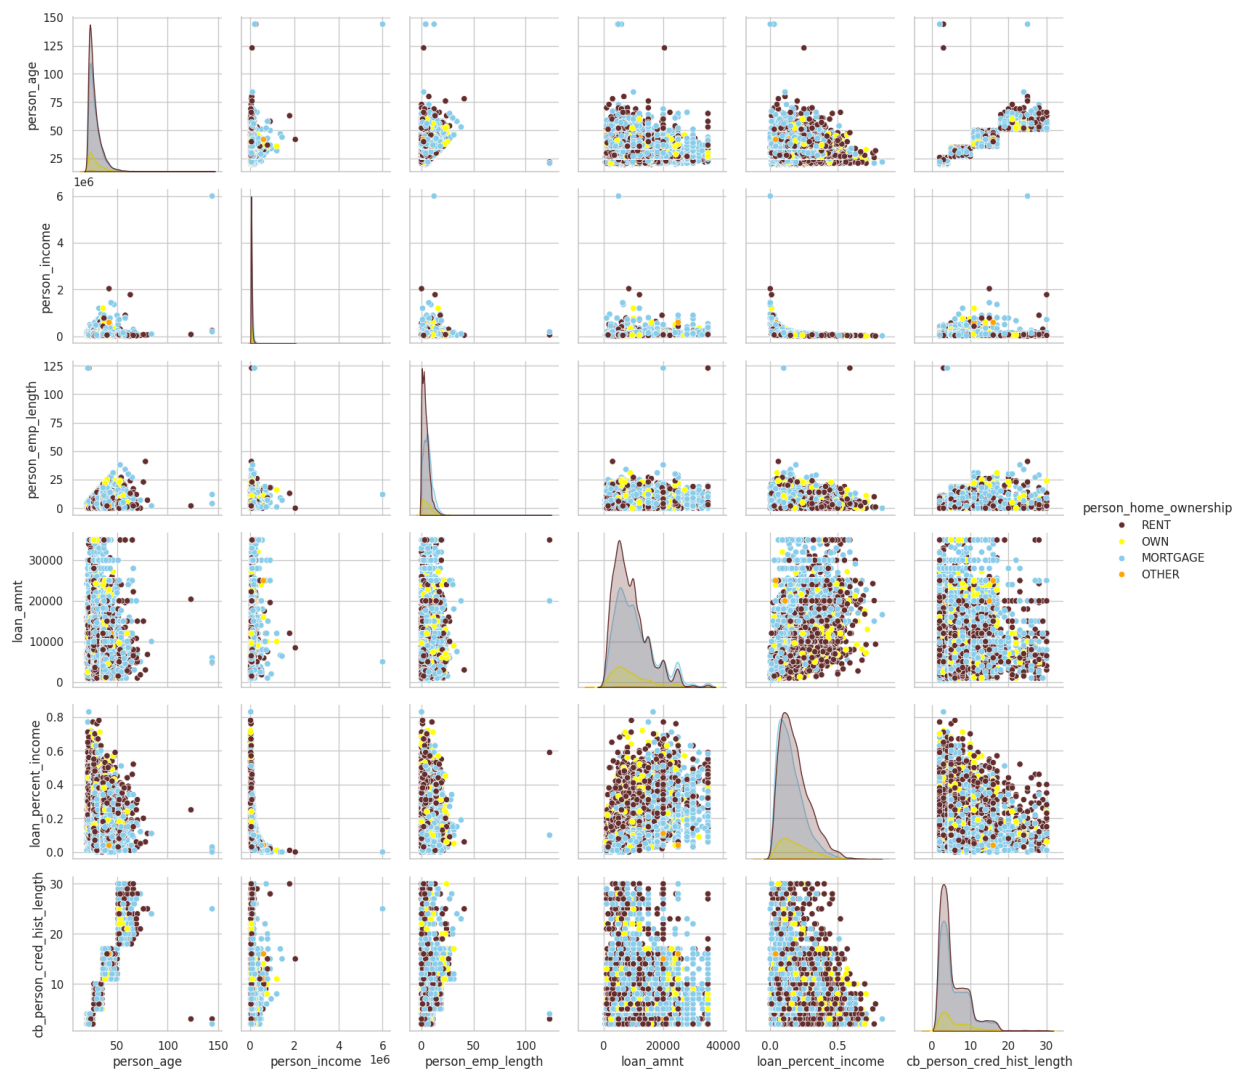 150
125
100
75
50
25
person_age
1e6
6
4
2
0
person_income
125
100
75
50
25
0
person_emp_length
30000
20000
10000
0
loan_amnt
0.8
0.6
0.4
0.2
0.0
loan_percent_income
30
20
10
cb_person_cred_hist_length
50 100 150
person_age
0 2 4 6
person_income 1e6
0 50 100
person_emp_length
0 20000 40000
loan_amnt
0.0 0.5
loan_percent_income
0 10 20 30
cb_person_cred_hist_length
person_home_ownership
RENT
OWN
MORTGAGE
OTHER